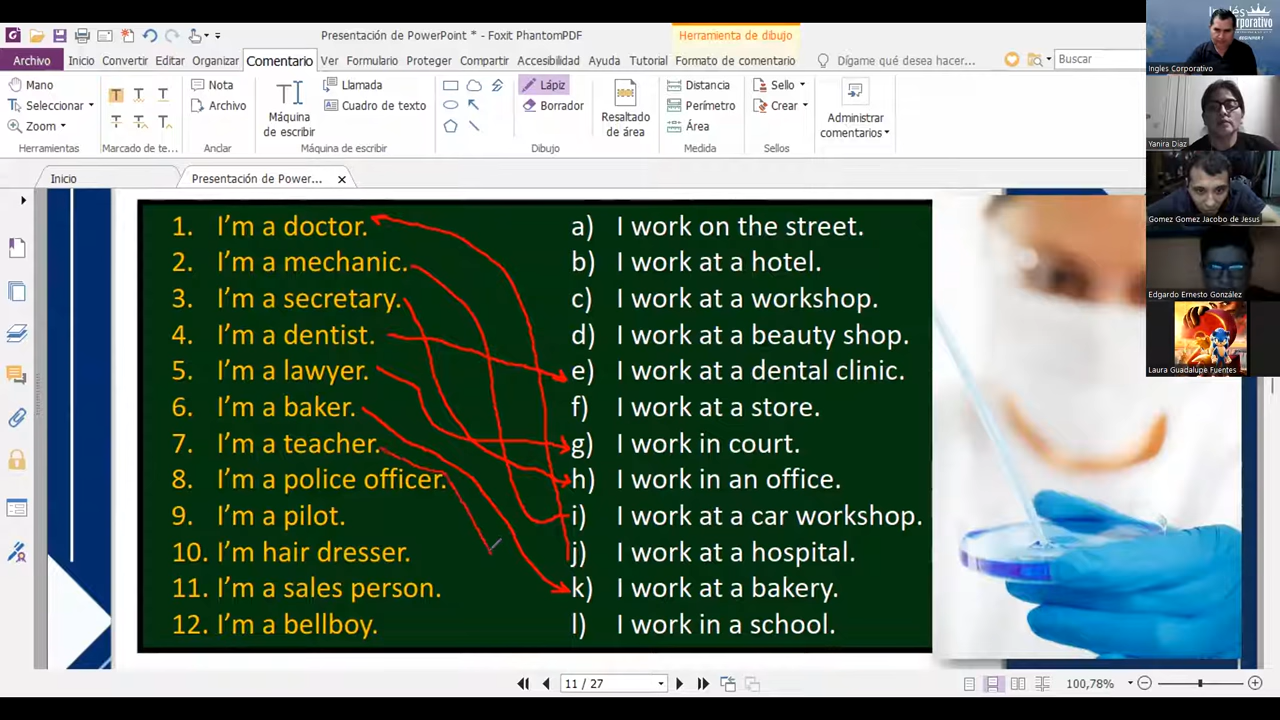 Presentación de PowerPoint * - Foxit PhantomPDF
Herramienta de dibujo
Archivo Inicio Convertir Editar Organizar Comentario Ver Formulario Proteger Compartir Accesibilidad Ayuda Tutorial Formato de comentario Dígame qué desea hacer... Buscar
Mano
Seleccionar
Zoom
Herramientas
Marcado de te...
Nota
Archivo
Anclar
Máquina de escribir
Llamada
Cuadro de texto
Máquina de escribir
Lápiz
Borrador
Dibujo
Resaltado de área
Distancia
Perímetro
Área
Medida
Sello
Crear
Sellos
Administrar comentarios
Inicio
Presentación de Power...
1. I'm a doctor.
2. I'm a mechanic.
3. I'm a secretary.
4. I'm a dentist.
5. I'm a lawyer.
6. I'm a baker.
7. I'm a teacher.
8. I'm a police officer.
9. I'm a pilot.
10. I'm hair dresser.
11. I'm a sales person.
12. I'm a bellboy.
a) I work on the street.
b) I work at a hotel.
c) I work at a workshop.
d) I work at a beauty shop.
e) I work at a dental clinic.
f) I work at a store.
g) I work in court.
h) I work in an office.
i) I work at a car workshop.
j) I work at a hospital.
k) I work at a bakery.
l) I work in a school.
11 / 27
100,78%
Ingles Corporativo
Yanira Diaz
Gomez Gomez Jacobo de Jesus
Edgardo Ernesto González
Laura Guadalupe Fuentes